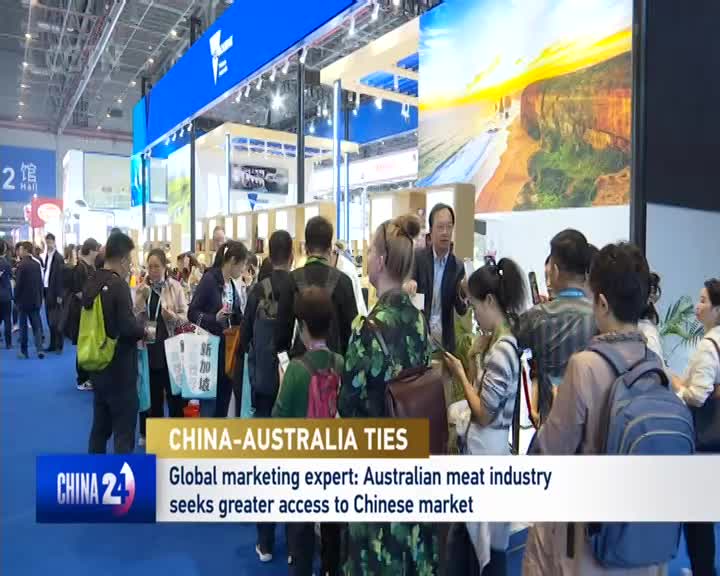 2 馆
Hall
新加坡
CHINA-AUSTRALIA TIES
CHINA 24
Global marketing expert: Australian meat industry
seeks greater access to Chinese market